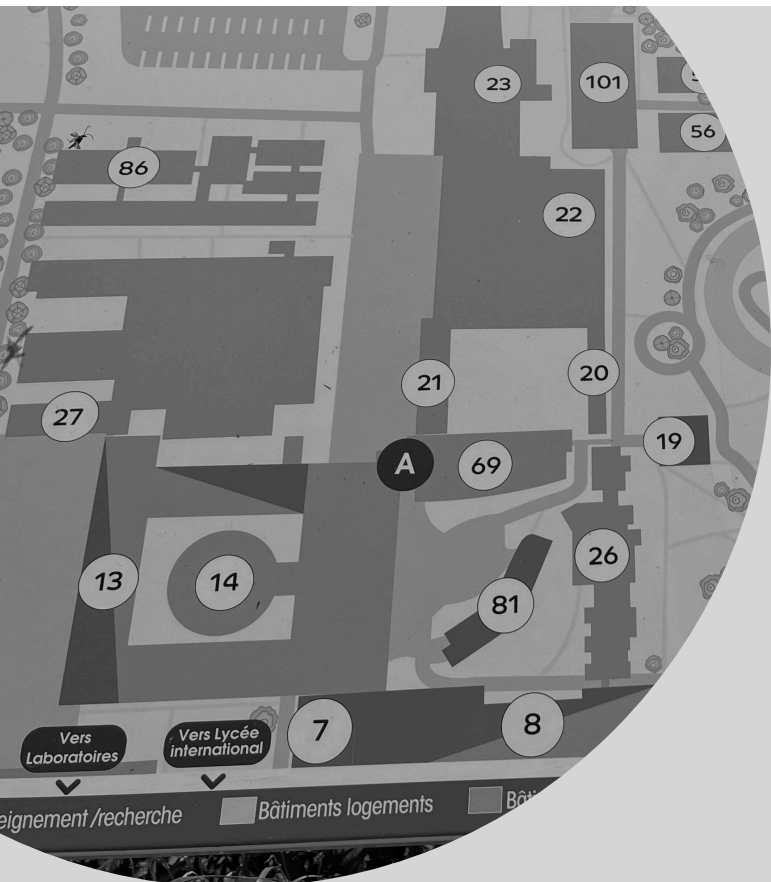 23
101
56
86
22
21
20
27
A
69
19
13
14
26
81
7
8
Vers
Laboratoires
Vers Lycée
international
eignement/recherche
Bâtiments logements